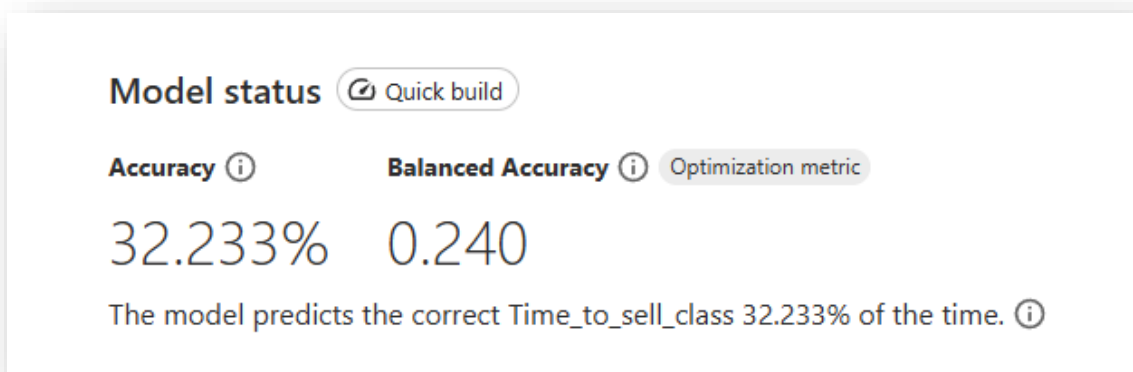 Model status Quick build
Accuracy Balanced Accuracy Optimization metric
32.233% 0.240
The model predicts the correct Time_to_sell_class 32.233% of the time.